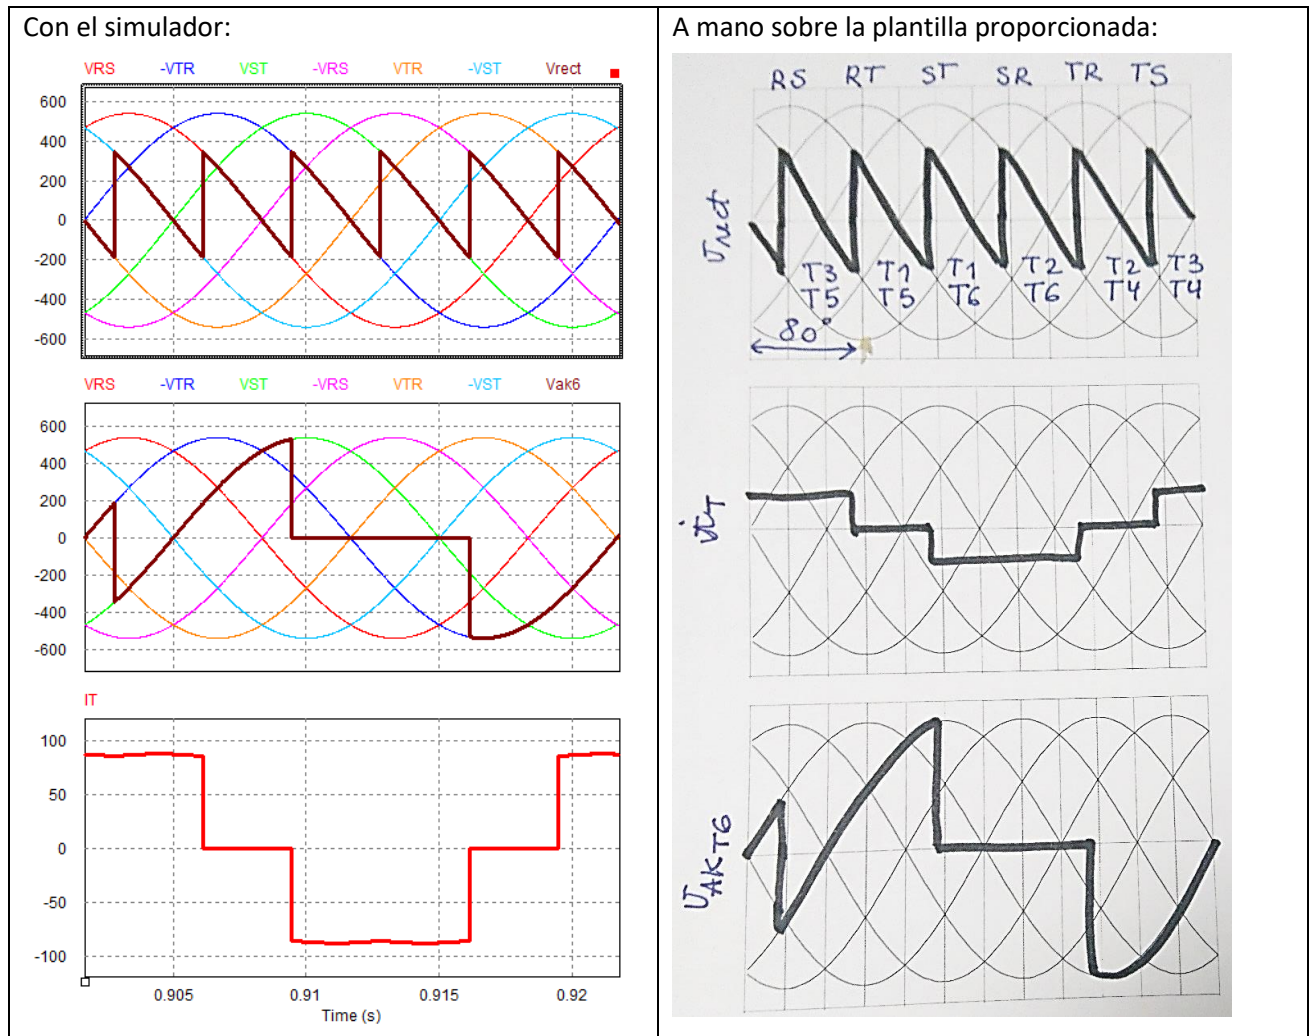 Con el simulador:
VRS -VTR VST -VRS VTR -VST Vrect
600
400
200
0
-200
-400
-600
VRS -VTR VST -VRS VTR -VST Vak6
600
400
200
0
-200
-400
-600
IT
100
50
0
-50
-100
0.905 0.91 0.915 0.92
Time (s)
A mano sobre la plantilla proporcionada:
RS RT ST SR TR TS
Urect
T3 T1 T1 T2 T2 T3
T5 T5 T6 T6 T4 T4
80°
iT
UAKT6